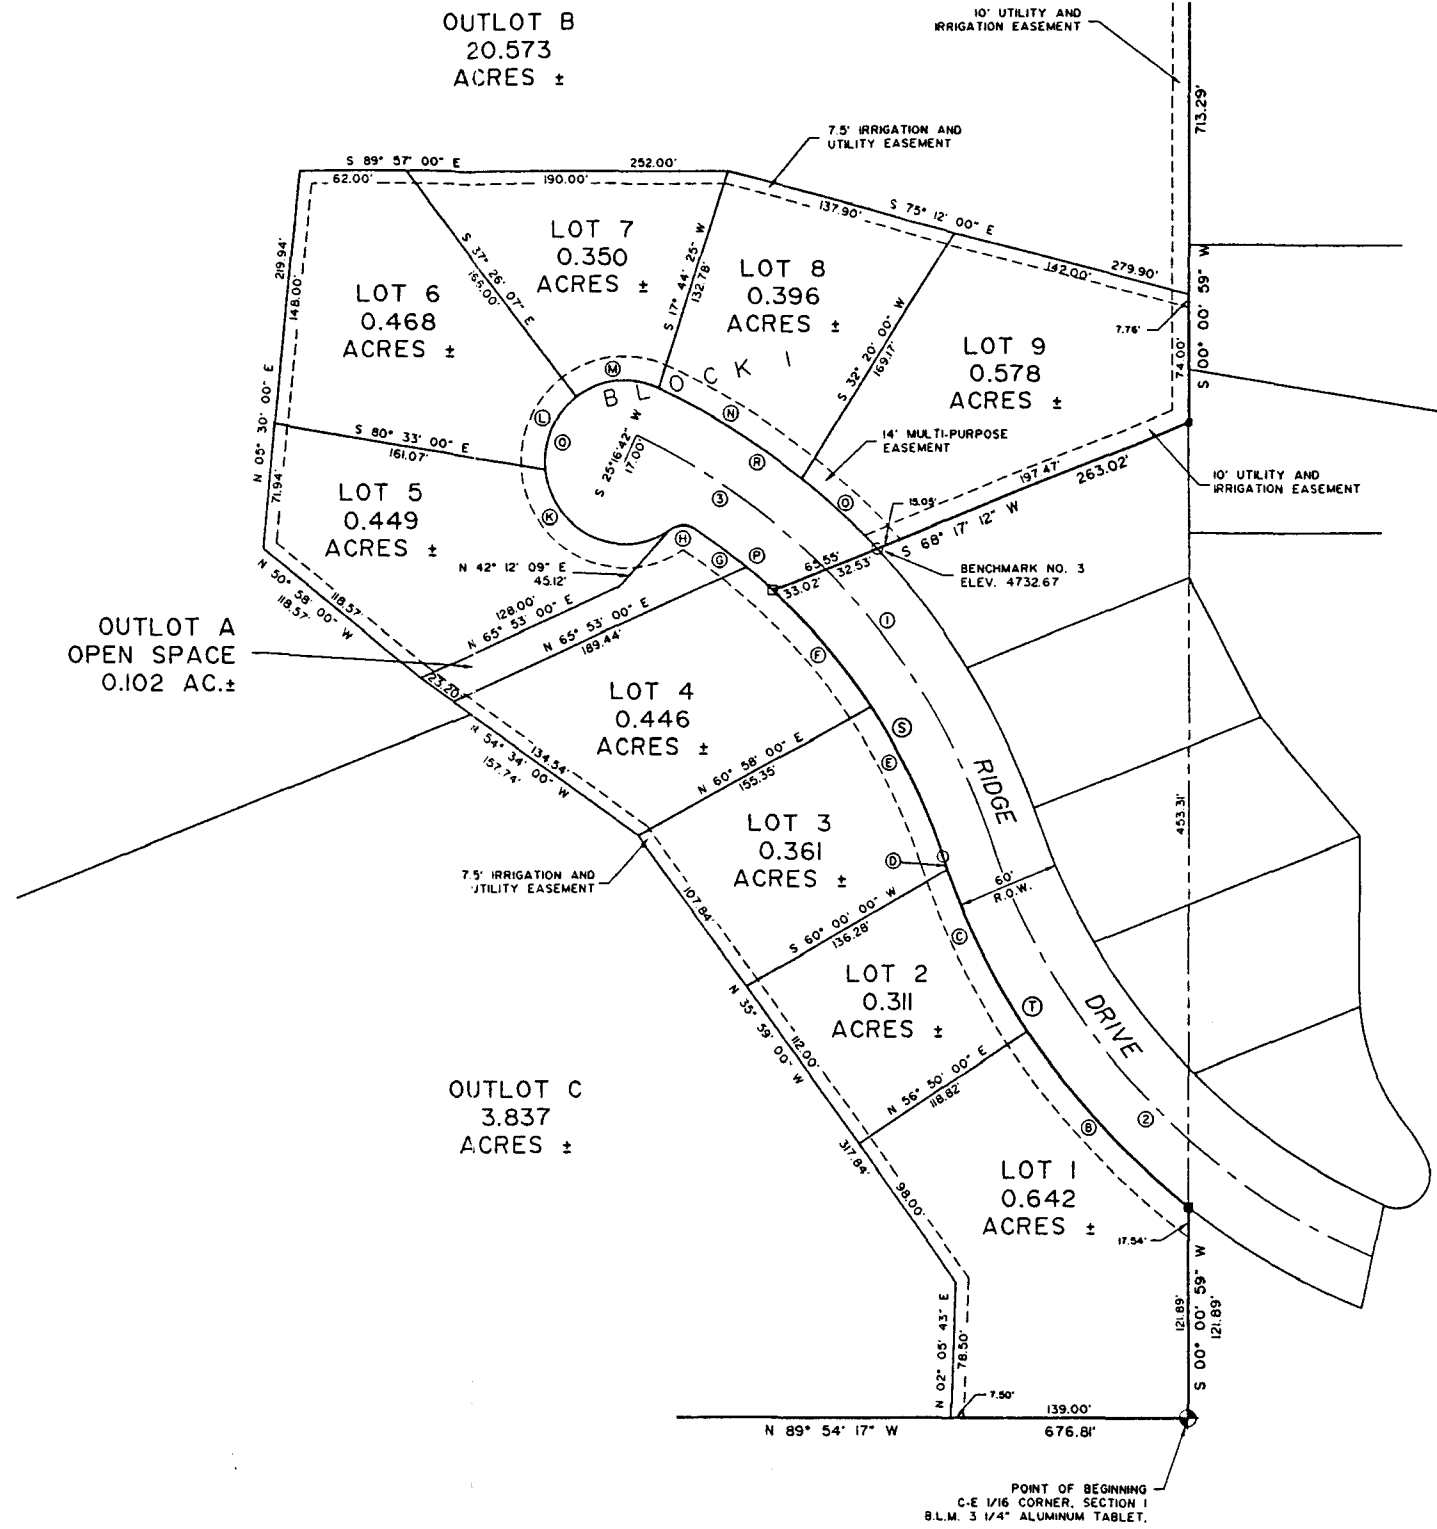 OUTLOT B
20.573
ACRES ±
10' UTILITY AND
IRRIGATION EASEMENT
713.29'
7.5' IRRIGATION AND
UTILITY EASEMENT
S 89° 57' 00" E
252.00'
62.00'
190.00'
137.90'
S 75° 12' 00" E
142.00'
279.90'
S 00° 00' 59" W
7.76'
74.00'
219.94'
148.00'
N 05° 30' 00" E
71.94'
LOT 7
0.350
ACRES ±
S 37° 26' 07" E
166.00'
S 17° 44' 25" W
132.78'
LOT 8
0.396
ACRES ±
LOT 6
0.468
ACRES ±
S 32° 20' 00" W
169.17'
LOT 9
0.578
ACRES ±
BLOCK 1
M
L
Q
K
N
R
O
3
H
G
P
S 25°16'42" W
17.00'
14' MULTI-PURPOSE
EASEMENT
S 80° 33' 00" E
161.07'
LOT 5
0.449
ACRES ±
197.47'
263.02'
S 68° 17' 12" W
10' UTILITY AND
IRRIGATION EASEMENT
15.05'
65.55'
33.02'
32.53'
BENCHMARK NO. 3
ELEV. 4732.67
N 42° 12' 09" E
45.12'
N 50° 58' 00" W
118.57'
118.57'
128.00'
N 65° 53' 00" E
N 65° 53' 00" E
189.44'
OUTLOT A
OPEN SPACE
0.102 AC.±
23.20'
1
F
LOT 4
0.446
ACRES ±
134.54'
N 54° 34' 00" W
157.74'
N 60° 58' 00" E
155.35'
S
E
RIDGE
453.31'
LOT 3
0.361
ACRES ±
D
7.5' IRRIGATION AND
UTILITY EASEMENT
60'
R.O.W.
107.84'
S 60° 00' 00" W
136.28'
C
LOT 2
0.311
ACRES ±
T
DRIVE
N 35° 59' 00" W
112.00'
N 56° 50' 00" E
118.82'
OUTLOT C
3.837
ACRES ±
B
2
317.84'
98.00'
LOT 1
0.642
ACRES ±
17.54'
N 02° 05' 43" E
78.50'
121.89'
S 00° 00' 59" W
121.89'
7.50'
139.00'
N 89° 54' 17" W
676.81'
POINT OF BEGINNING
C-E 1/16 CORNER, SECTION 1
B.L.M. 3 1/4" ALUMINUM TABLET,